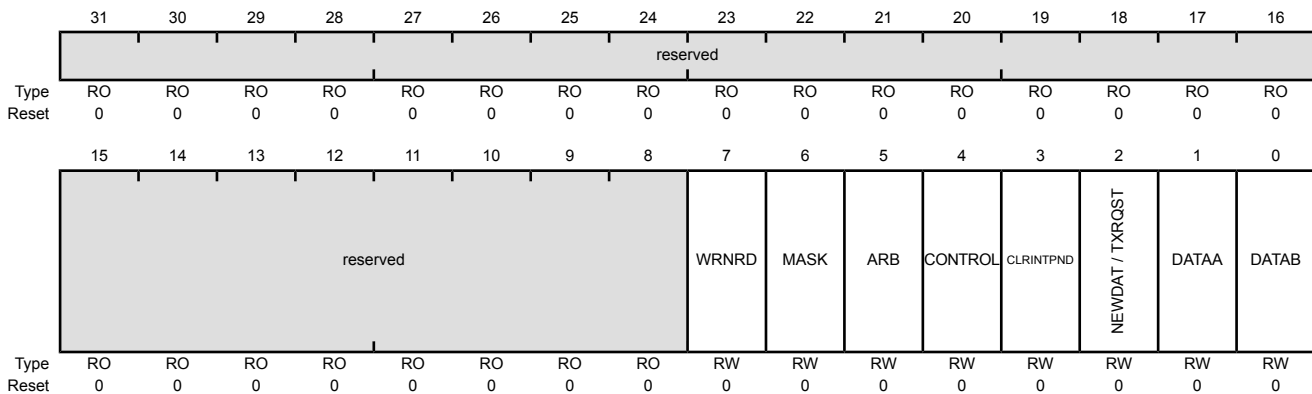 31 30 29 28 27 26 25 24 23 22 21 20 19 18 17 16
reserved
Type RO RO RO RO RO RO RO RO RO RO RO RO RO RO RO RO
Reset 0 0 0 0 0 0 0 0 0 0 0 0 0 0 0 0
15 14 13 12 11 10 9 8 7 6 5 4 3 2 1 0
reserved WRNRD MASK ARB CONTROL CLRINTPND NEWDAT / TXRQST DATAA DATAB
Type RO RO RO RO RO RO RO RO RW RW RW RW RW RW RW RW
Reset 0 0 0 0 0 0 0 0 0 0 0 0 0 0 0 0